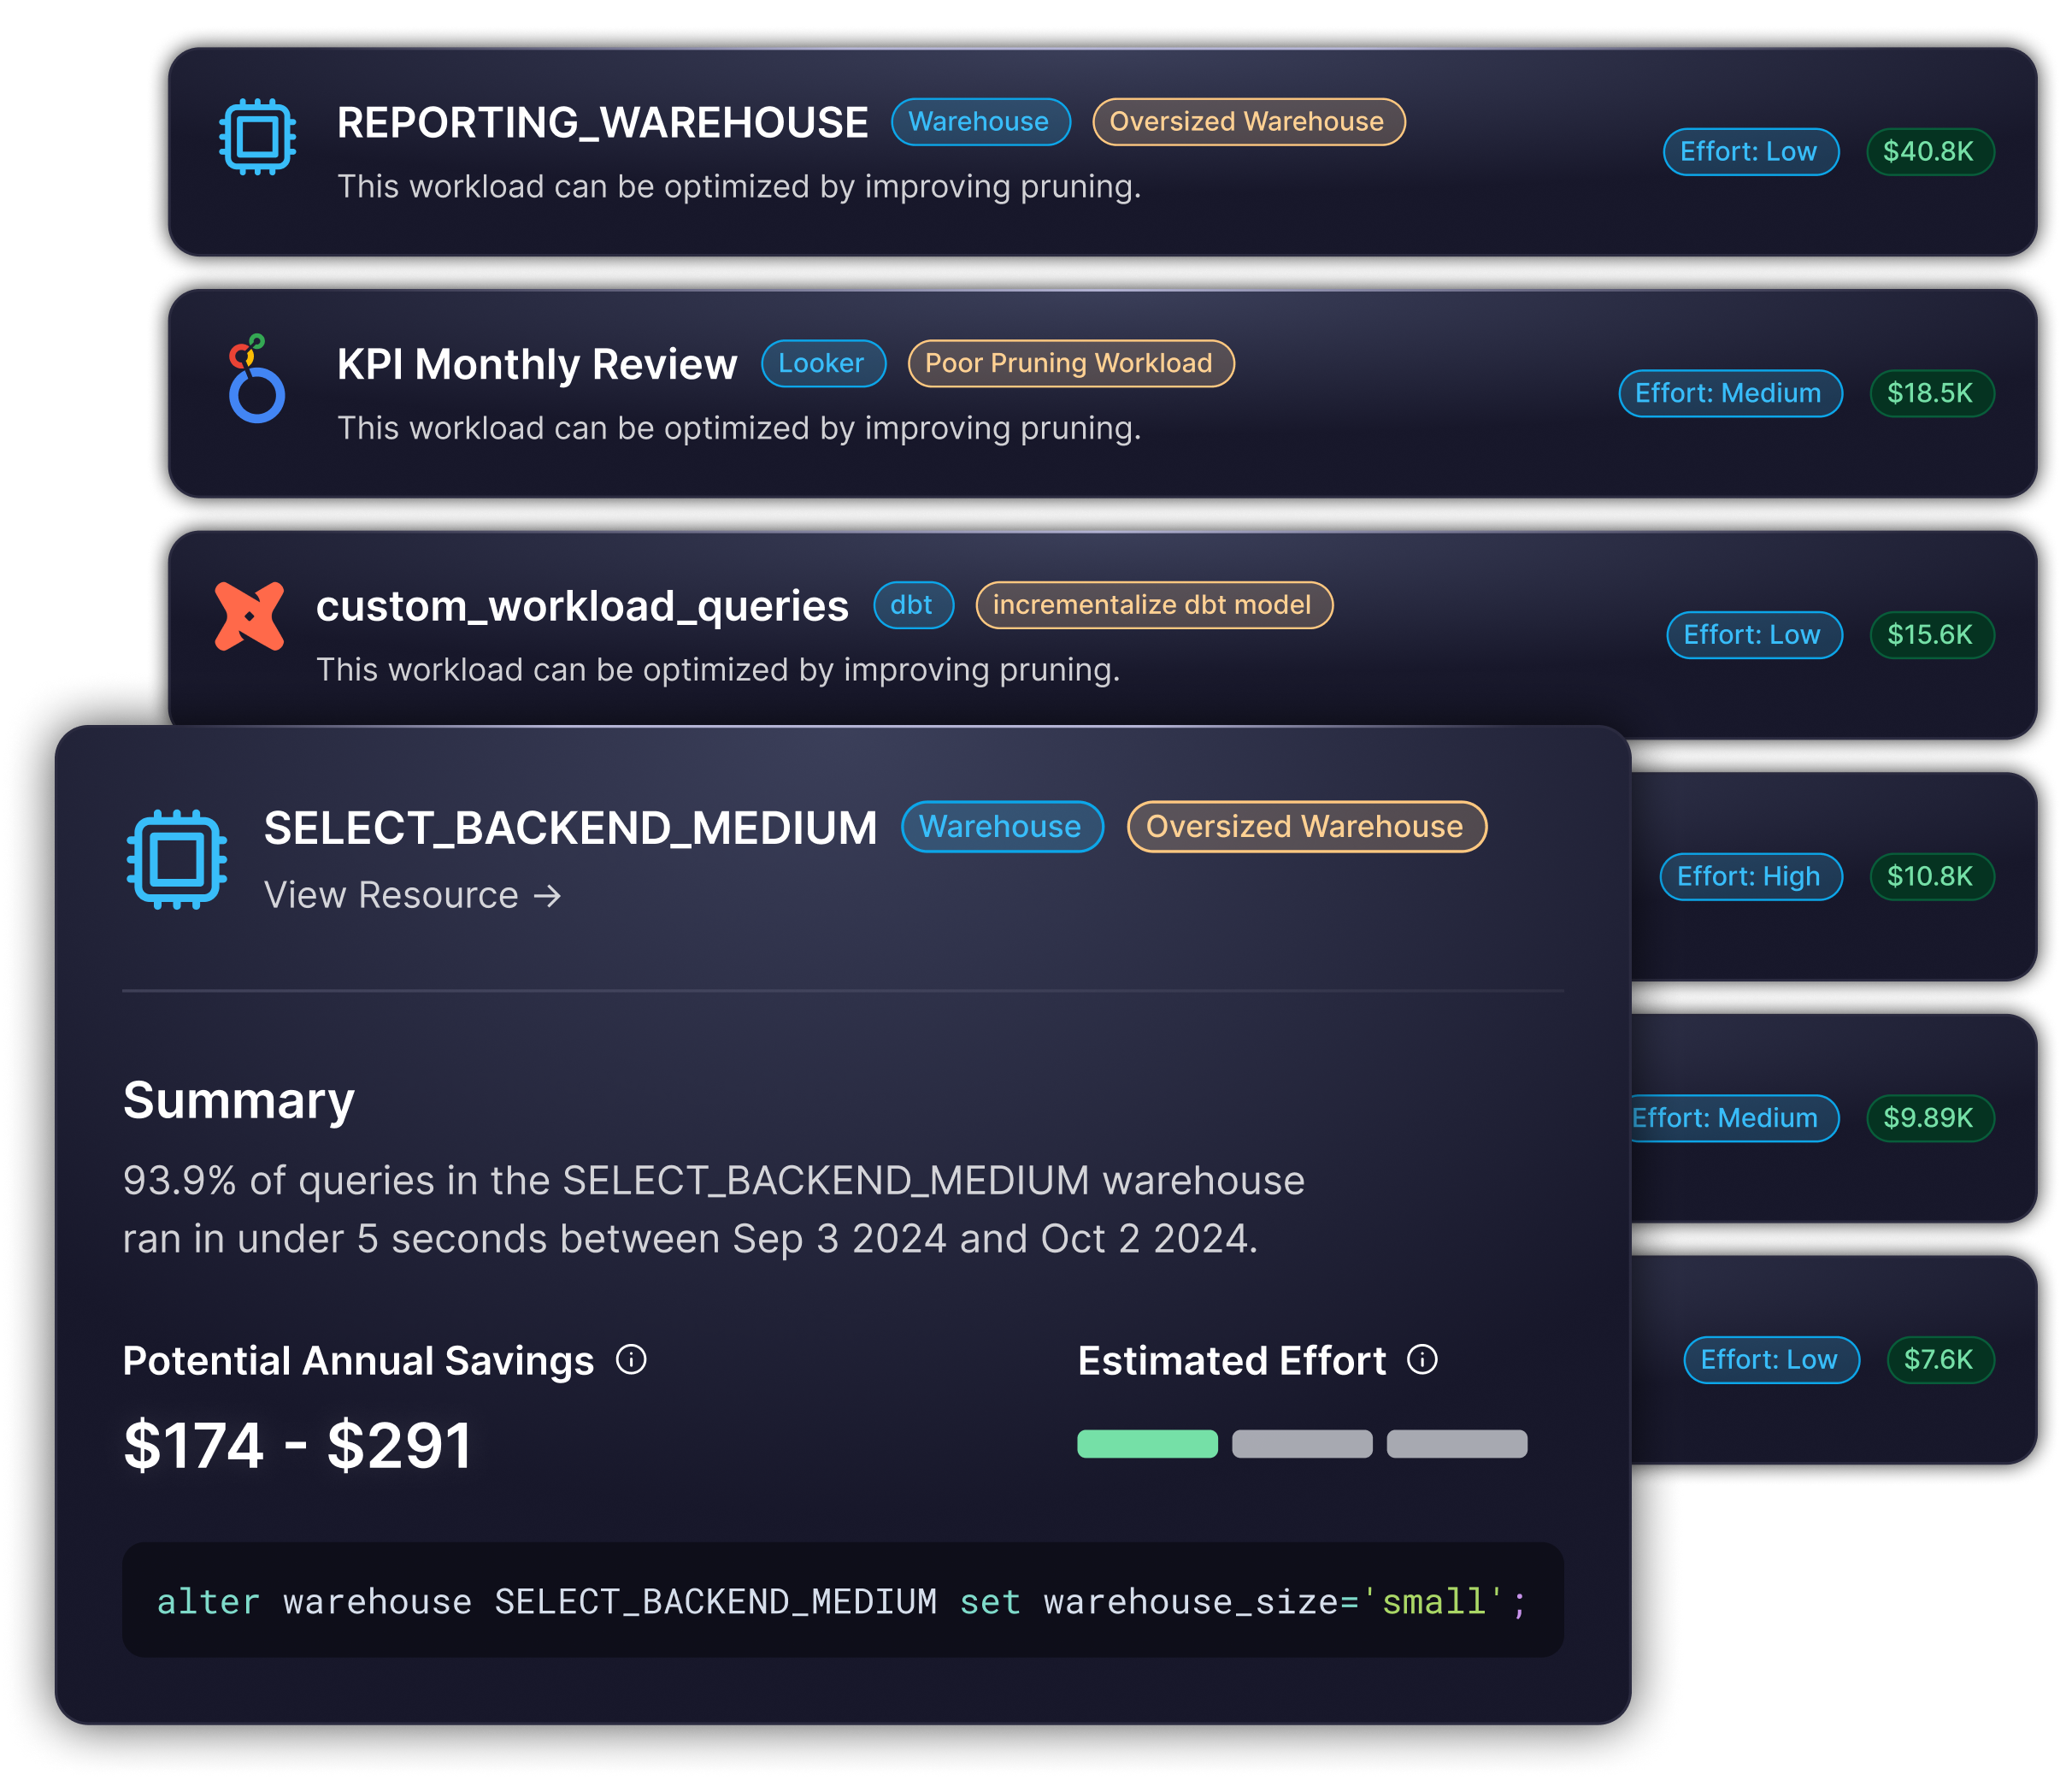 REPORTING_WAREHOUSE Warehouse Oversized Warehouse
This workload can be optimized by improving pruning.
Effort: Low $40.8K
KPI Monthly Review Looker Poor Pruning Workload
This workload can be optimized by improving pruning.
Effort: Medium $18.5K
custom_workload_queries dbt incrementalize dbt model
This workload can be optimized by improving pruning.
Effort: Low $15.6K
Effort: High $10.8K
Effort: Medium $9.89K
Effort: Low $7.6K
SELECT_BACKEND_MEDIUM Warehouse Oversized Warehouse
View Resource →
Summary
93.9% of queries in the SELECT_BACKEND_MEDIUM warehouse
ran in under 5 seconds between Sep 3 2024 and Oct 2 2024.
Potential Annual Savings
$174 - $291
Estimated Effort
alter warehouse SELECT_BACKEND_MEDIUM set warehouse_size='small';